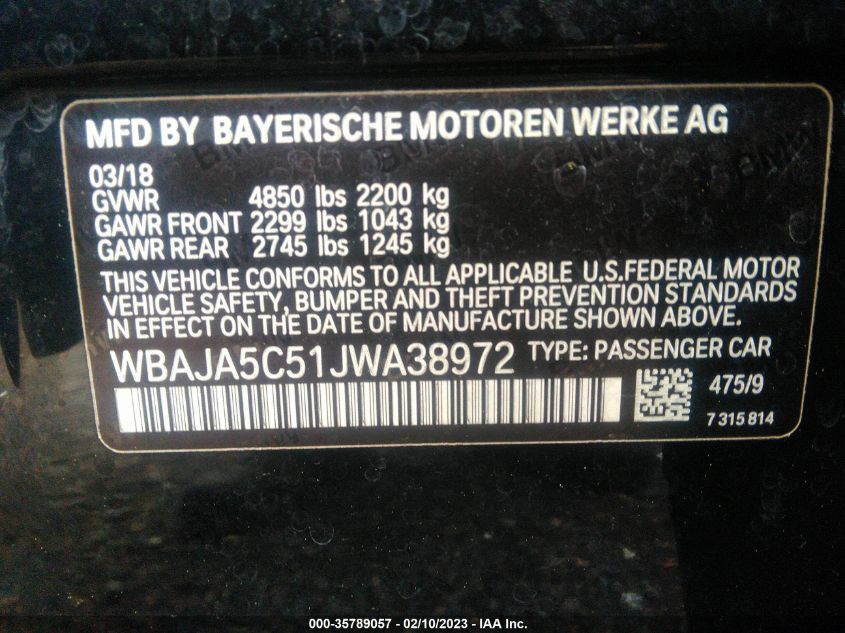 MFD BY BAYERISCHE MOTOREN WERKE AG
03/18
GVWR 4850 lbs 2200 kg
GAWR FRONT 2299 lbs 1043 kg
GAWR REAR 2745 lbs 1245 kg
THIS VEHICLE CONFORMS TO ALL APPLICABLE U.S.FEDERAL MOTOR
VEHICLE SAFETY, BUMPER AND THEFT PREVENTION STANDARDS
IN EFFECT ON THE DATE OF MANUFACTURE SHOWN ABOVE.
WBAJA5C51JWA38972 TYPE: PASSENGER CAR
475/9
7 315 814
000-35789057 - 02/10/2023 - IAA Inc.